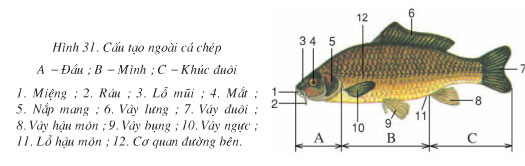 Hình 31. Cấu tạo ngoài cá chép
A – Đầu ; B – Mình ; C – Khúc đuôi
1. Miệng ; 2. Râu ; 3. Lỗ mũi ; 4. Mắt ;
5. Nắp mang ; 6. Vây lưng ; 7. Vây đuôi ;
8. Vây hậu môn ; 9. Vây bụng ; 10. Vây ngực ;
11. Lỗ hậu môn ; 12. Cơ quan đường bên.
6
12
3 4 5
7
1
2
10 9 11 8
A B C